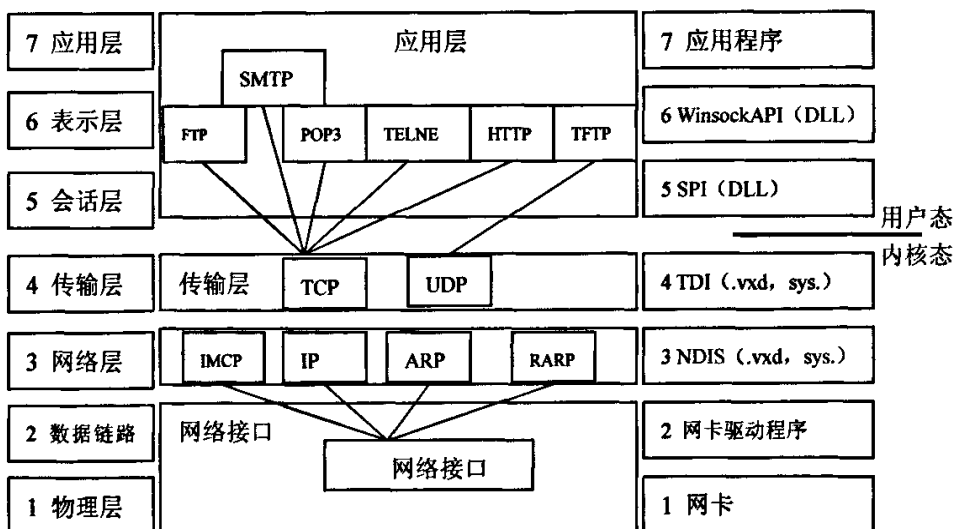 7 应用层
应用层
7 应用程序
SMTP
6 表示层
FTP
POP3
TELNE
HTTP
TFTP
6 WinsockAPI（DLL）
5 会话层
5 SPI（DLL）
用户态
内核态
4 传输层
传输层
TCP
UDP
4 TDI（.vxd，sys.）
3 网络层
IMCP
IP
ARP
RARP
3 NDIS（.vxd，sys.）
2 数据链路
网络接口
2 网卡驱动程序
网络接口
1 物理层
1 网卡